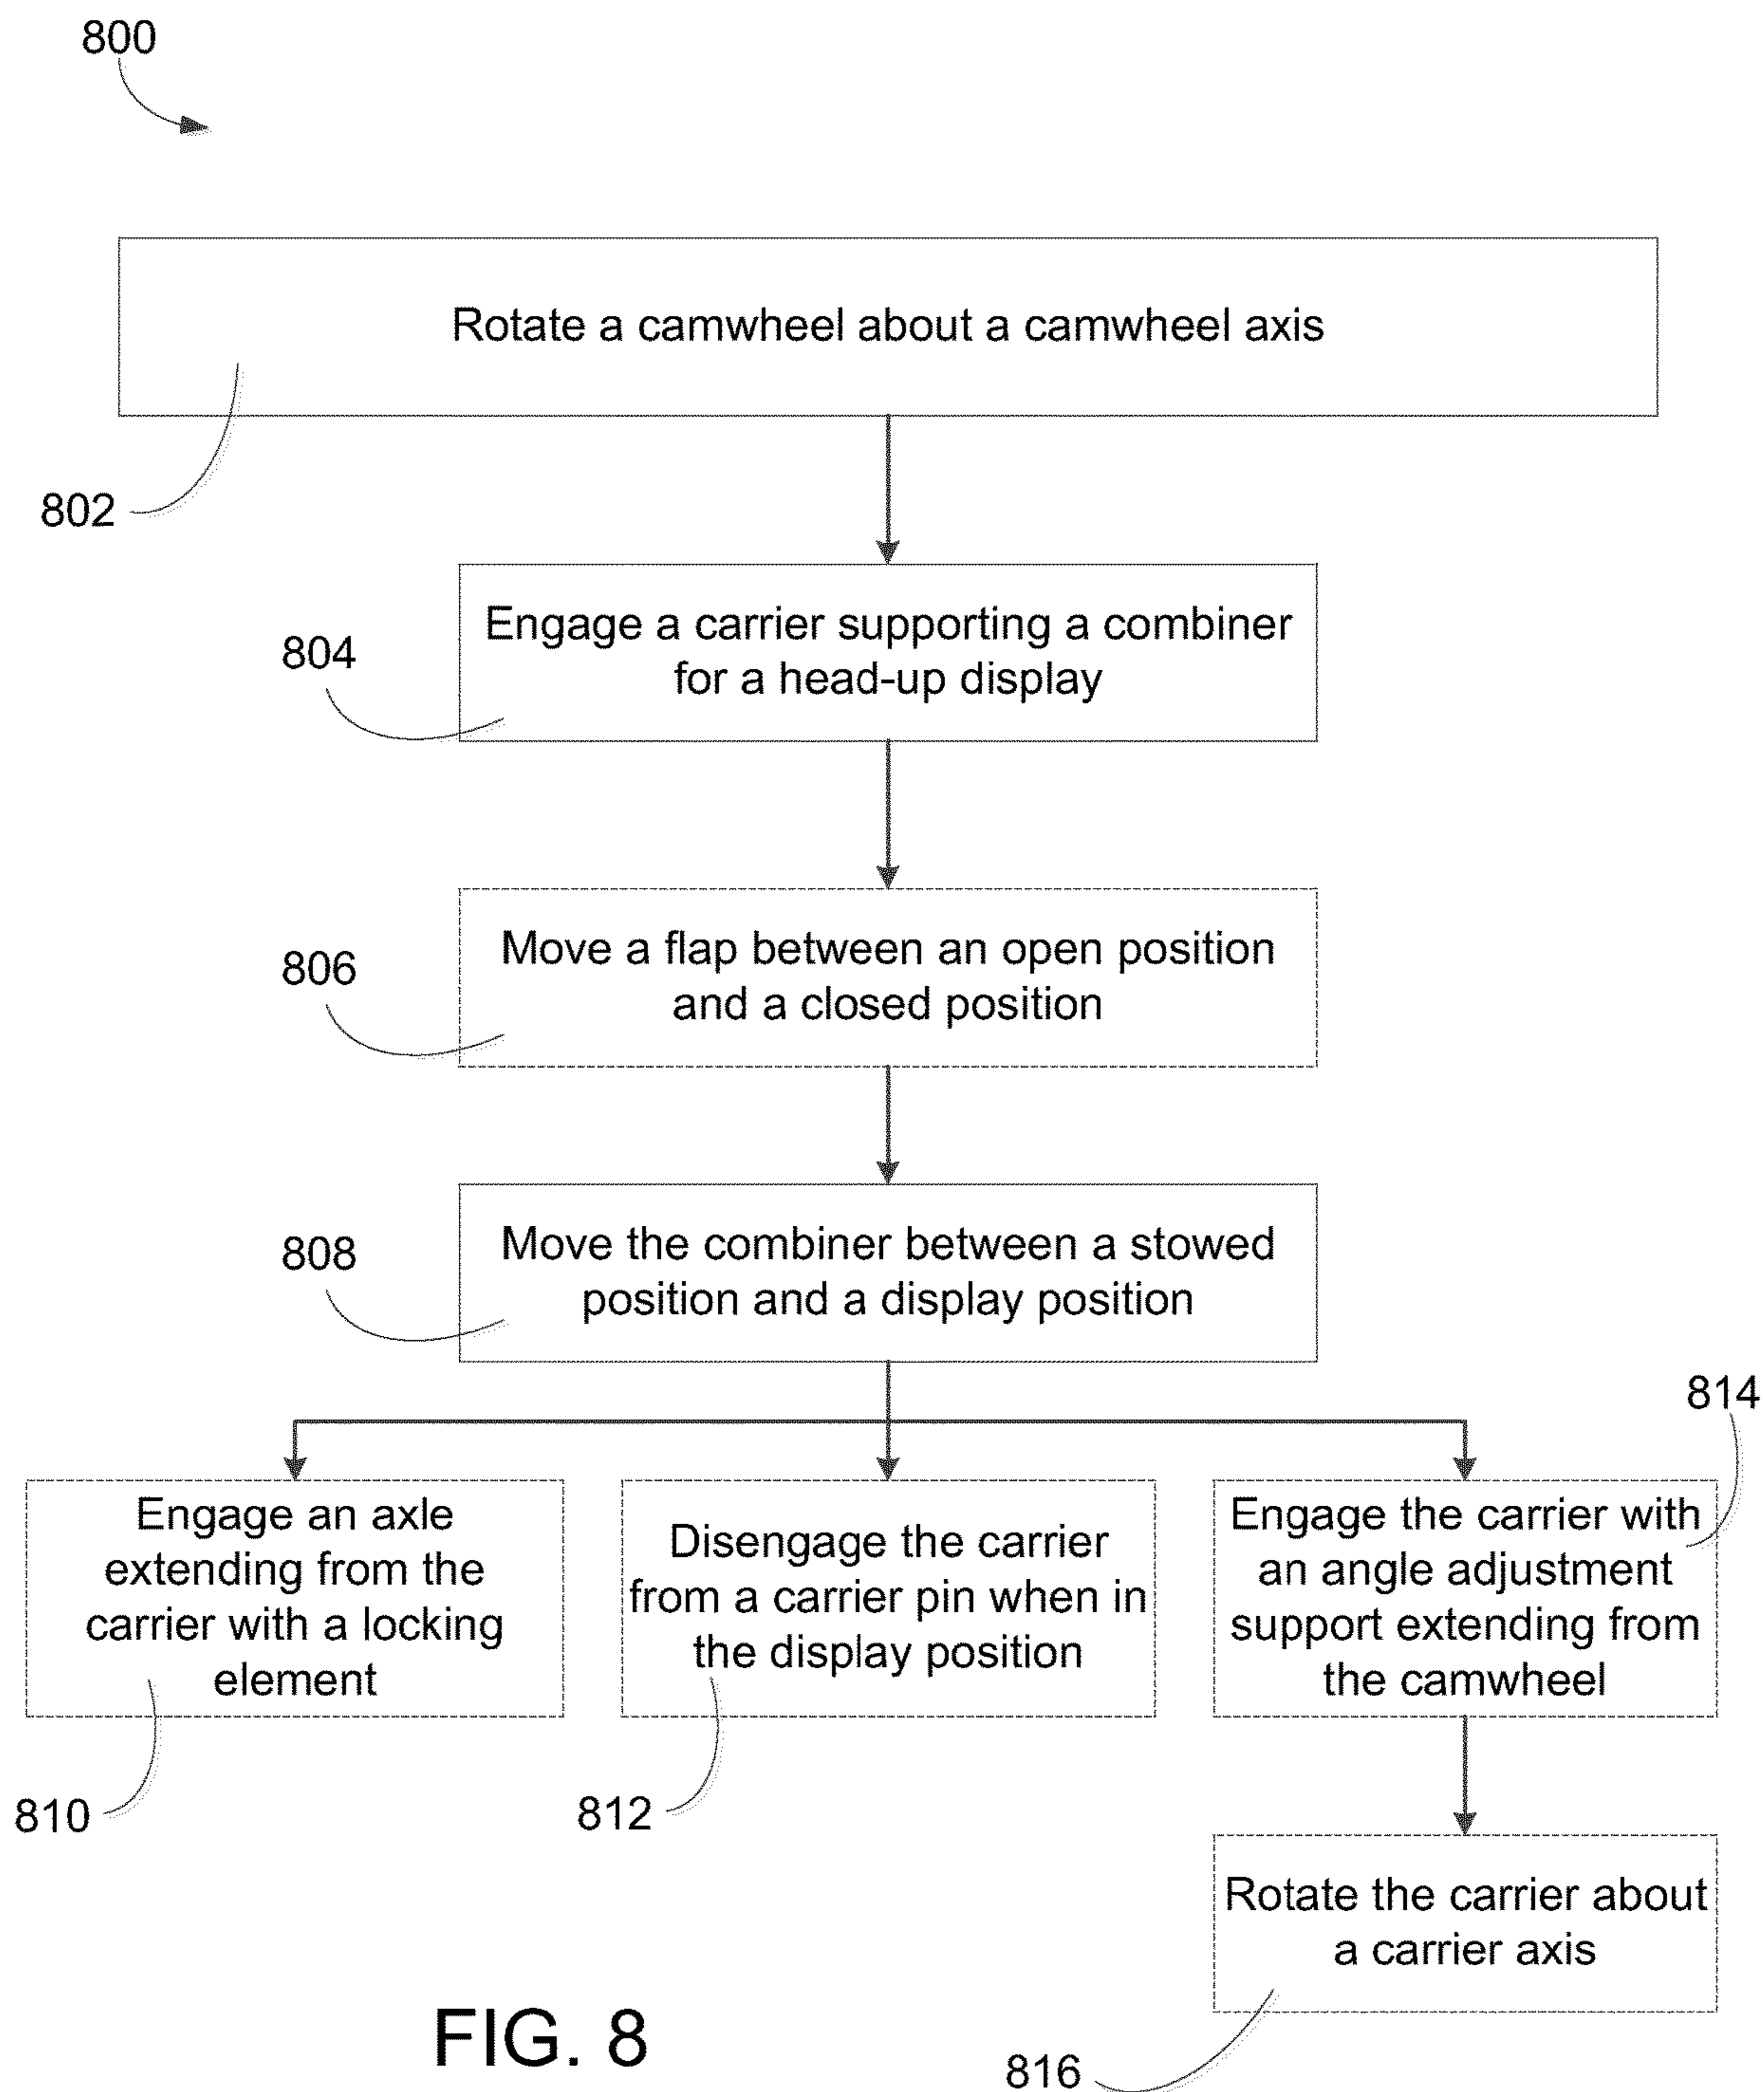 800
Rotate a camwheel about a camwheel axis
802
Engage a carrier supporting a combiner
for a head-up display
804
Move a flap between an open position
and a closed position
806
Move the combiner between a stowed
position and a display position
808
814
Engage an axle
extending from the
carrier with a locking
element
810
Disengage the carrier
from a carrier pin when in
the display position
812
Engage the carrier with
an angle adjustment
support extending from
the camwheel
Rotate the carrier about
a carrier axis
816
FIG. 8